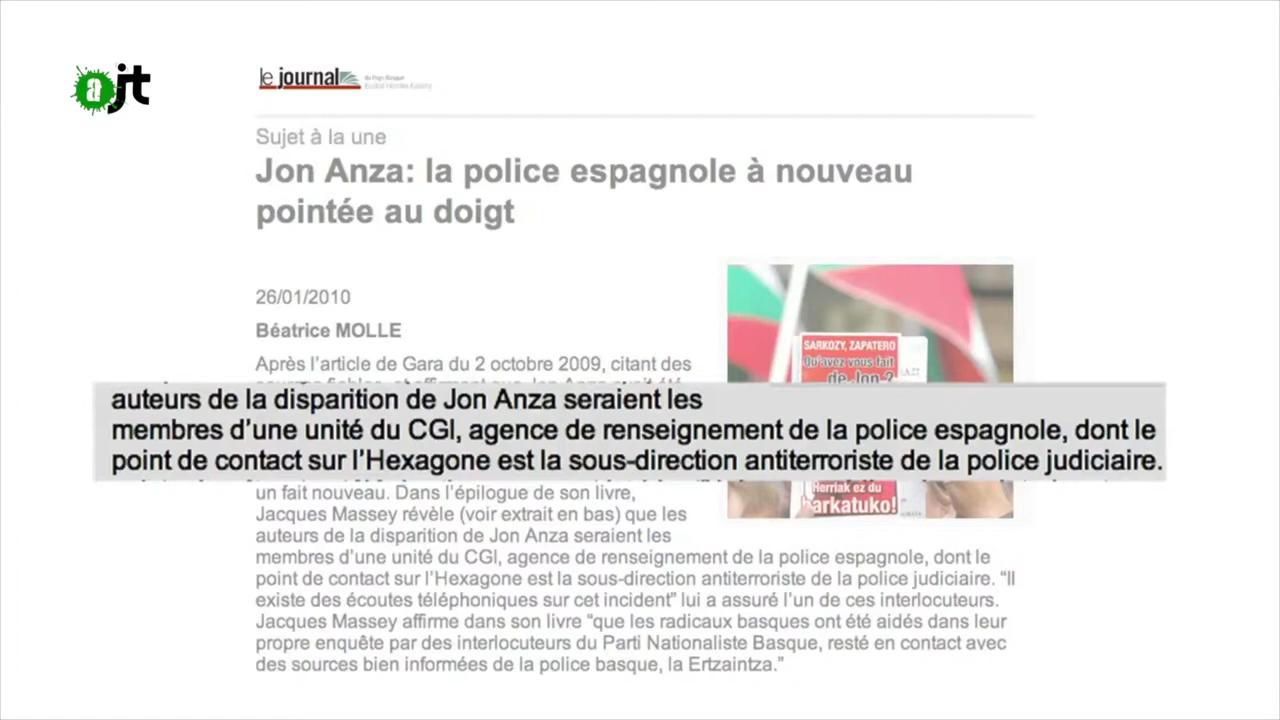 ajt
le journal
du Pays Basque
Euskal Herriko Kazeta
Sujet à la une
Jon Anza: la police espagnole à nouveau
pointée au doigt
26/01/2010
Béatrice MOLLE
Après l’article de Gara du 2 octobre 2009, citant des
SARKOZY, ZAPATERO
Qu'avez vous fait
de Jon ?
auteurs de la disparition de Jon Anza seraient les
membres d’une unité du CGI, agence de renseignement de la police espagnole, dont le
point de contact sur l’Hexagone est la sous-direction antiterroriste de la police judiciaire.
Herriak ez du
barkatuko!
un fait nouveau. Dans l’épilogue de son livre,
Jacques Massey révèle (voir extrait en bas) que les
auteurs de la disparition de Jon Anza seraient les
membres d’une unité du CGI, agence de renseignement de la police espagnole, dont le
point de contact sur l’Hexagone est la sous-direction antiterroriste de la police judiciaire. “Il
existe des écoutes téléphoniques sur cet incident” lui a assuré l’un de ces interlocuteurs.
Jacques Massey affirme dans son livre “que les radicaux basques ont été aidés dans leur
propre enquête par des interlocuteurs du Parti Nationaliste Basque, resté en contact avec
des sources bien informées de la police basque, la Ertzaintza.”